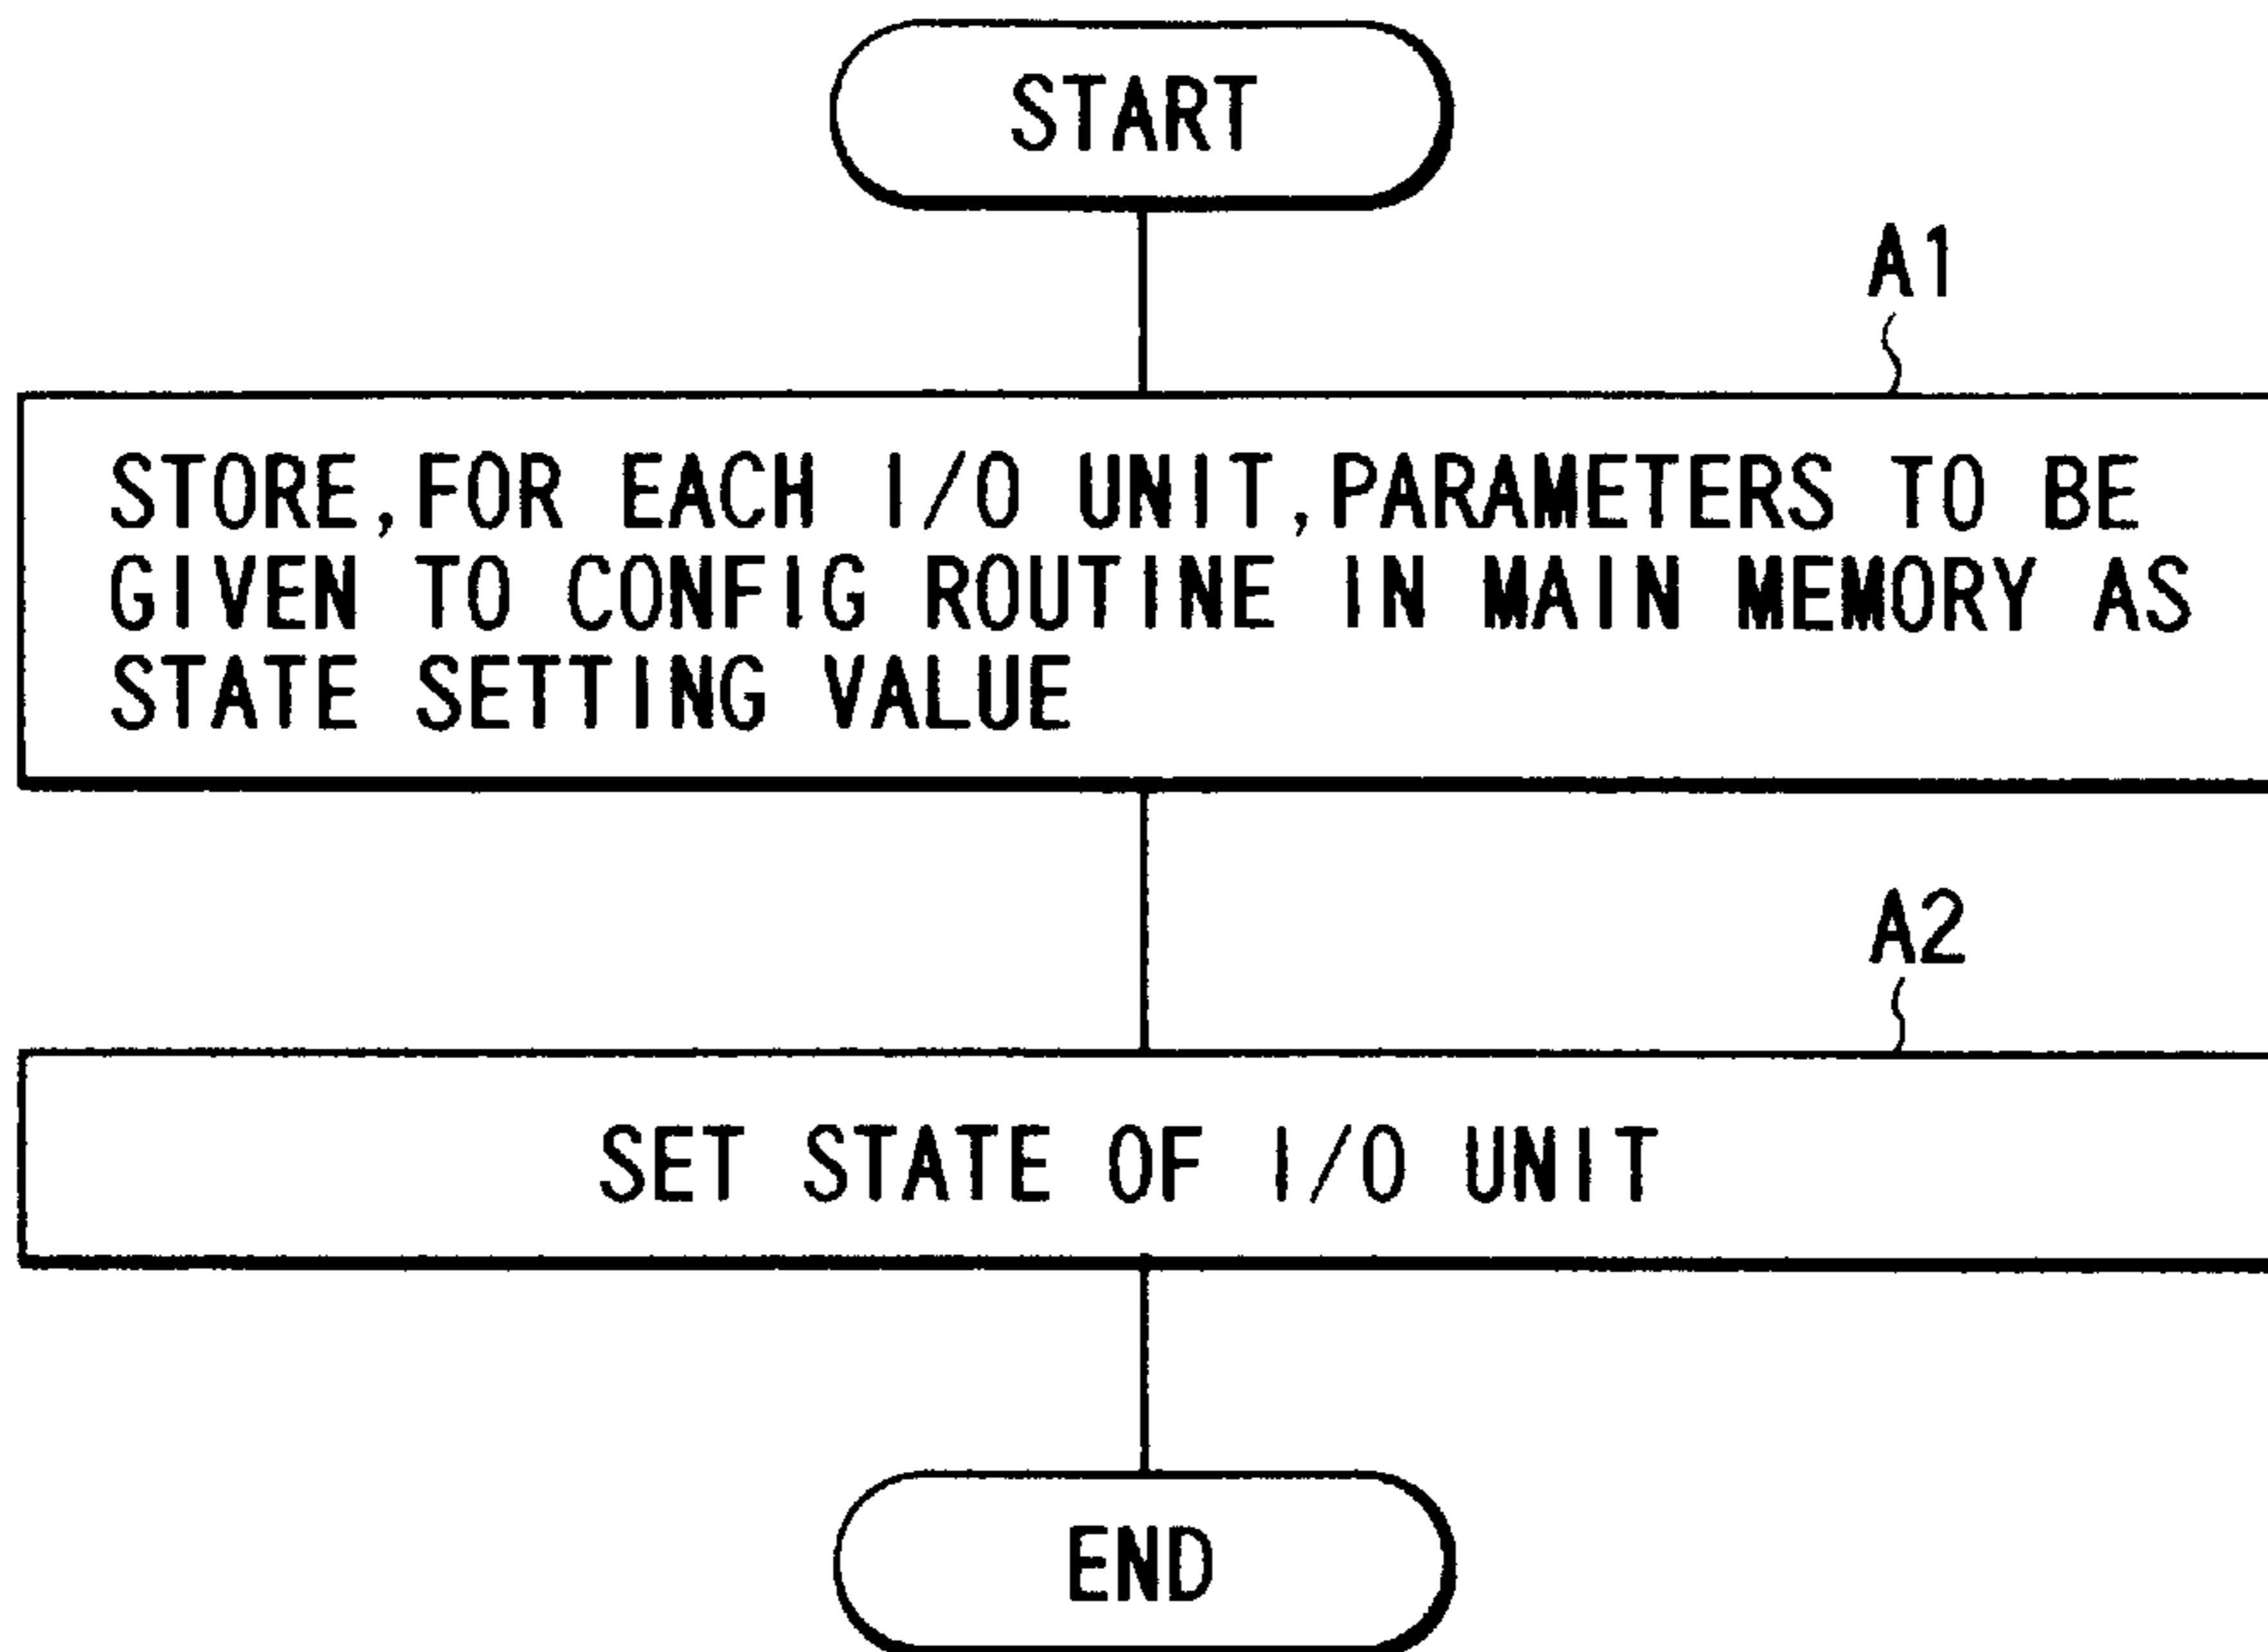 START
A1
STORE,FOR EACH I/O UNIT,PARAMETERS TO BE
GIVEN TO CONFIG ROUTINE IN MAIN MEMORY AS
STATE SETTING VALUE
A2
SET STATE OF I/O UNIT
END